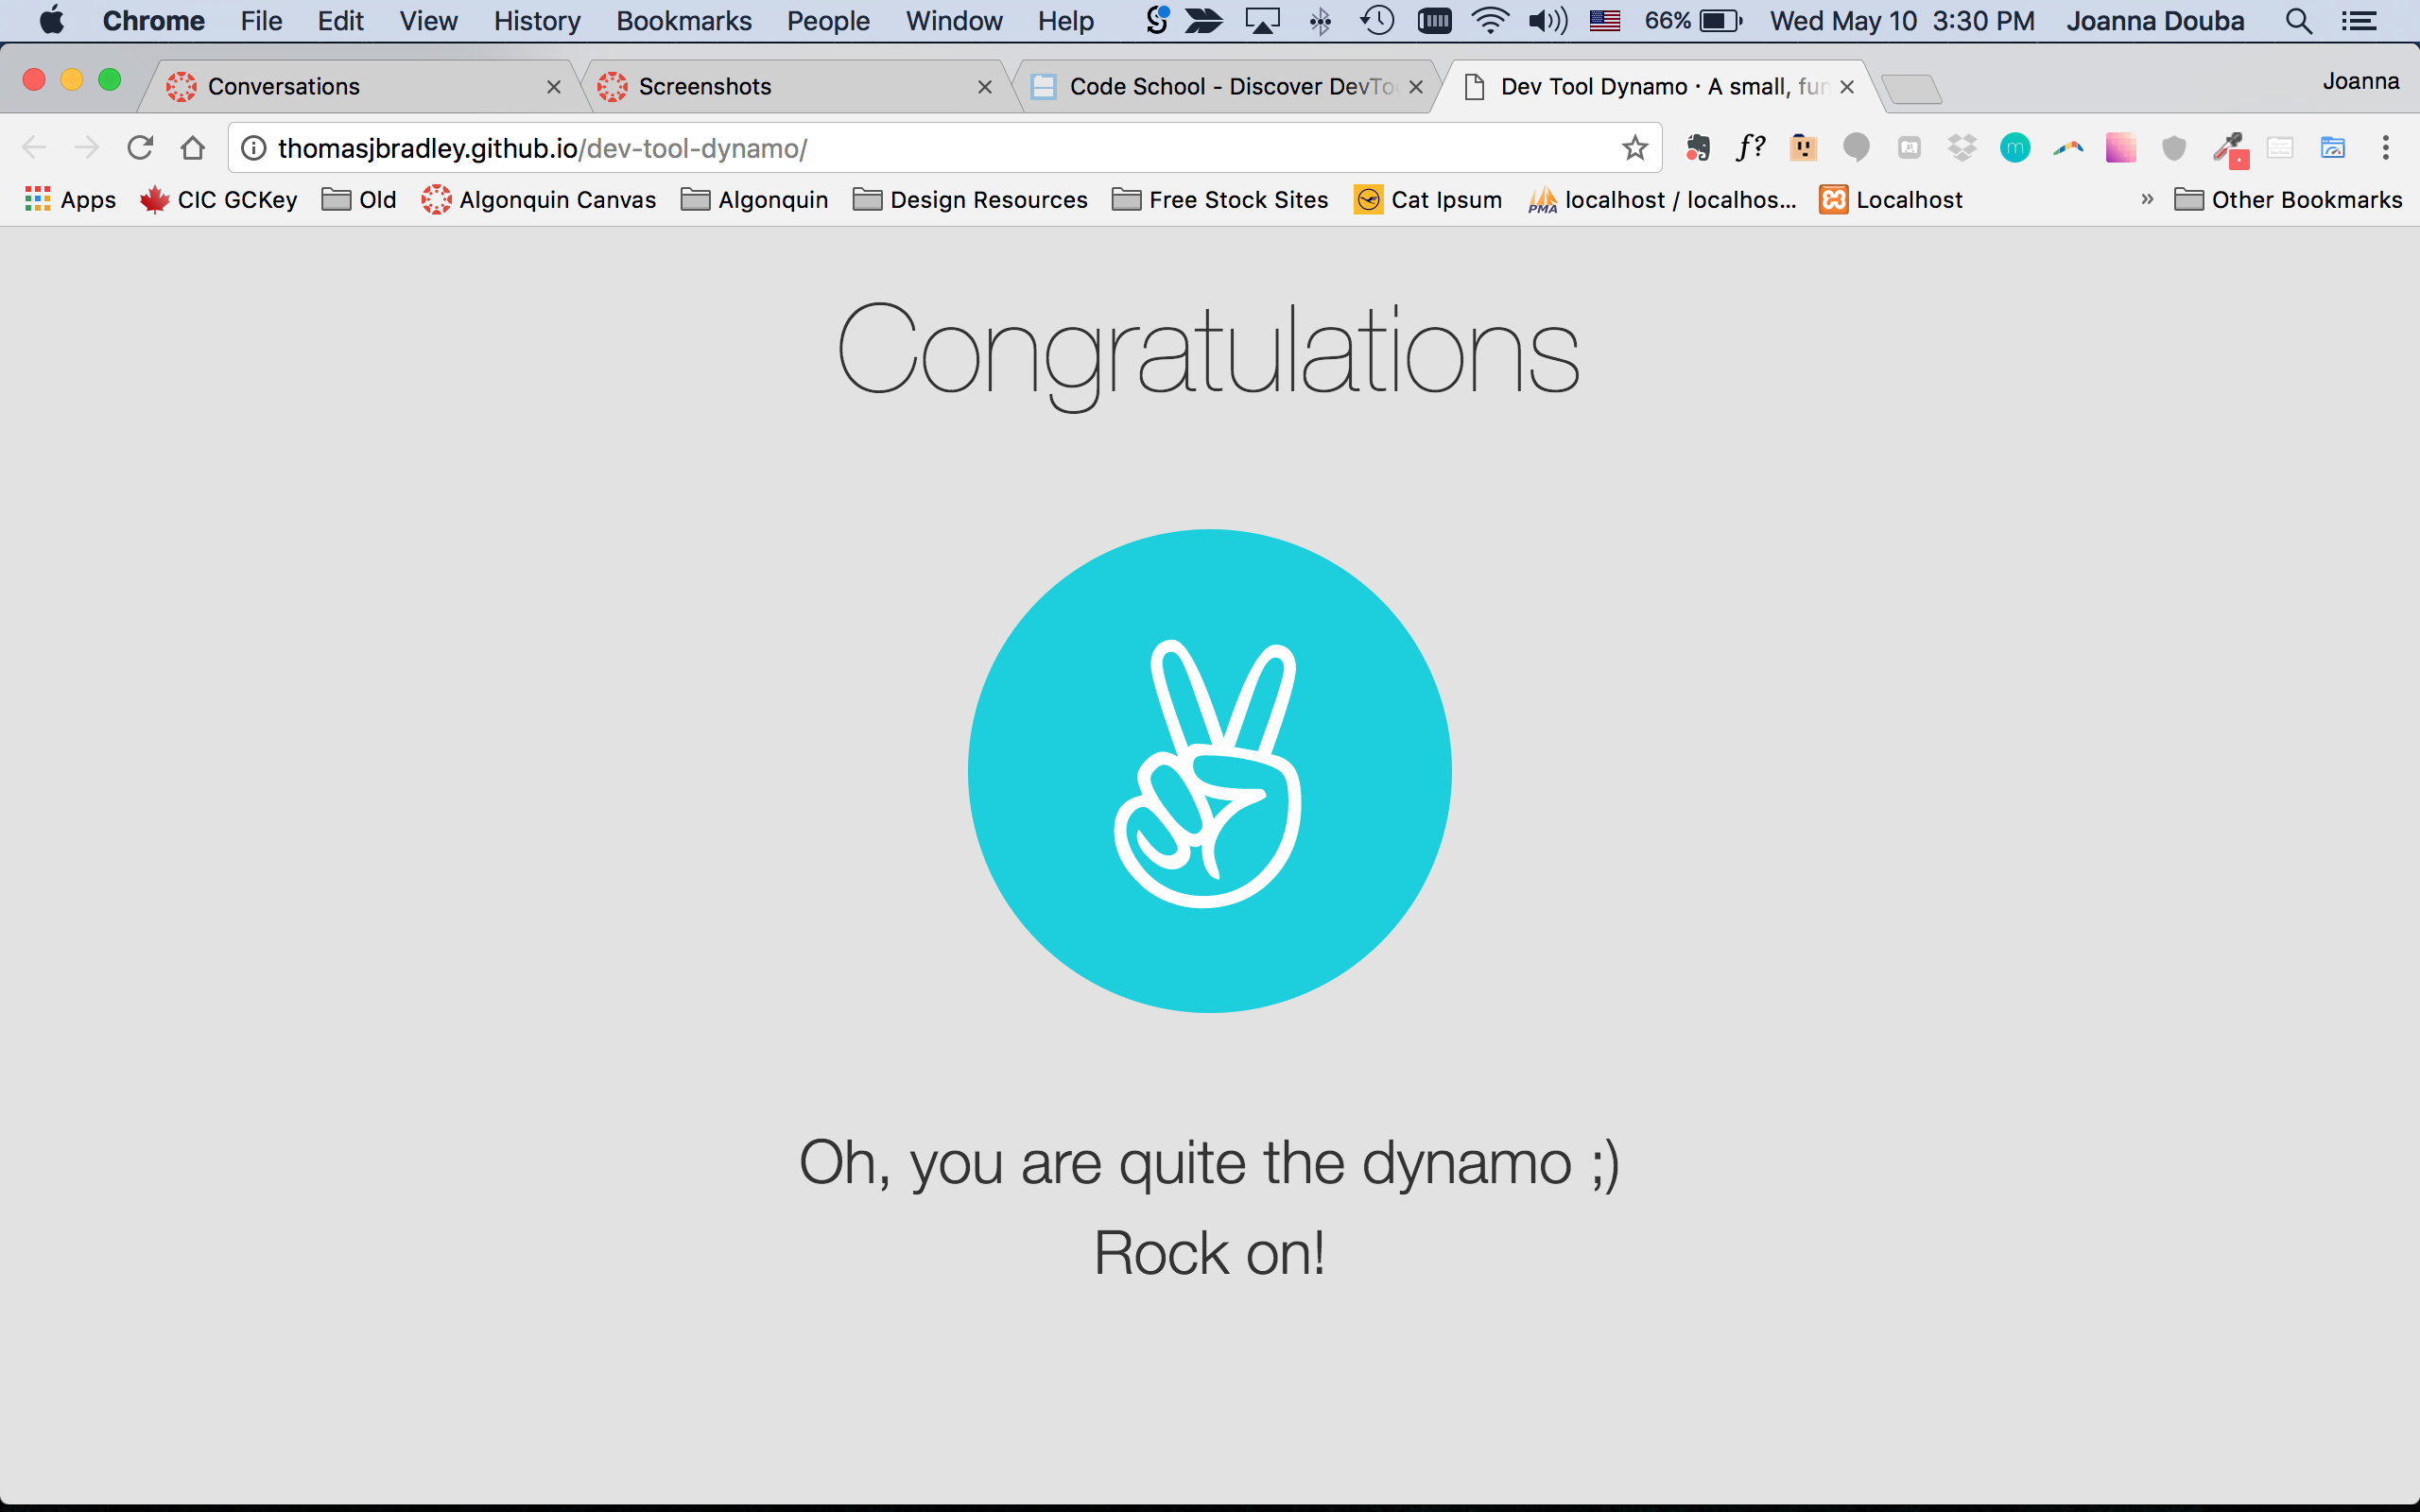 Chrome File Edit View History Bookmarks People Window Help 66% Wed May 10 3:30 PM Joanna Douba
Conversations Screenshots Code School - Discover DevToo Dev Tool Dynamo · A small, fun Joanna
thomasjbradley.github.io/dev-tool-dynamo/ f? m
Apps CIC GCKey Old Algonquin Canvas Algonquin Design Resources Free Stock Sites Cat Ipsum PMA localhost / localhos... Localhost » Other Bookmarks
Congratulations
Oh, you are quite the dynamo ;)
Rock on!